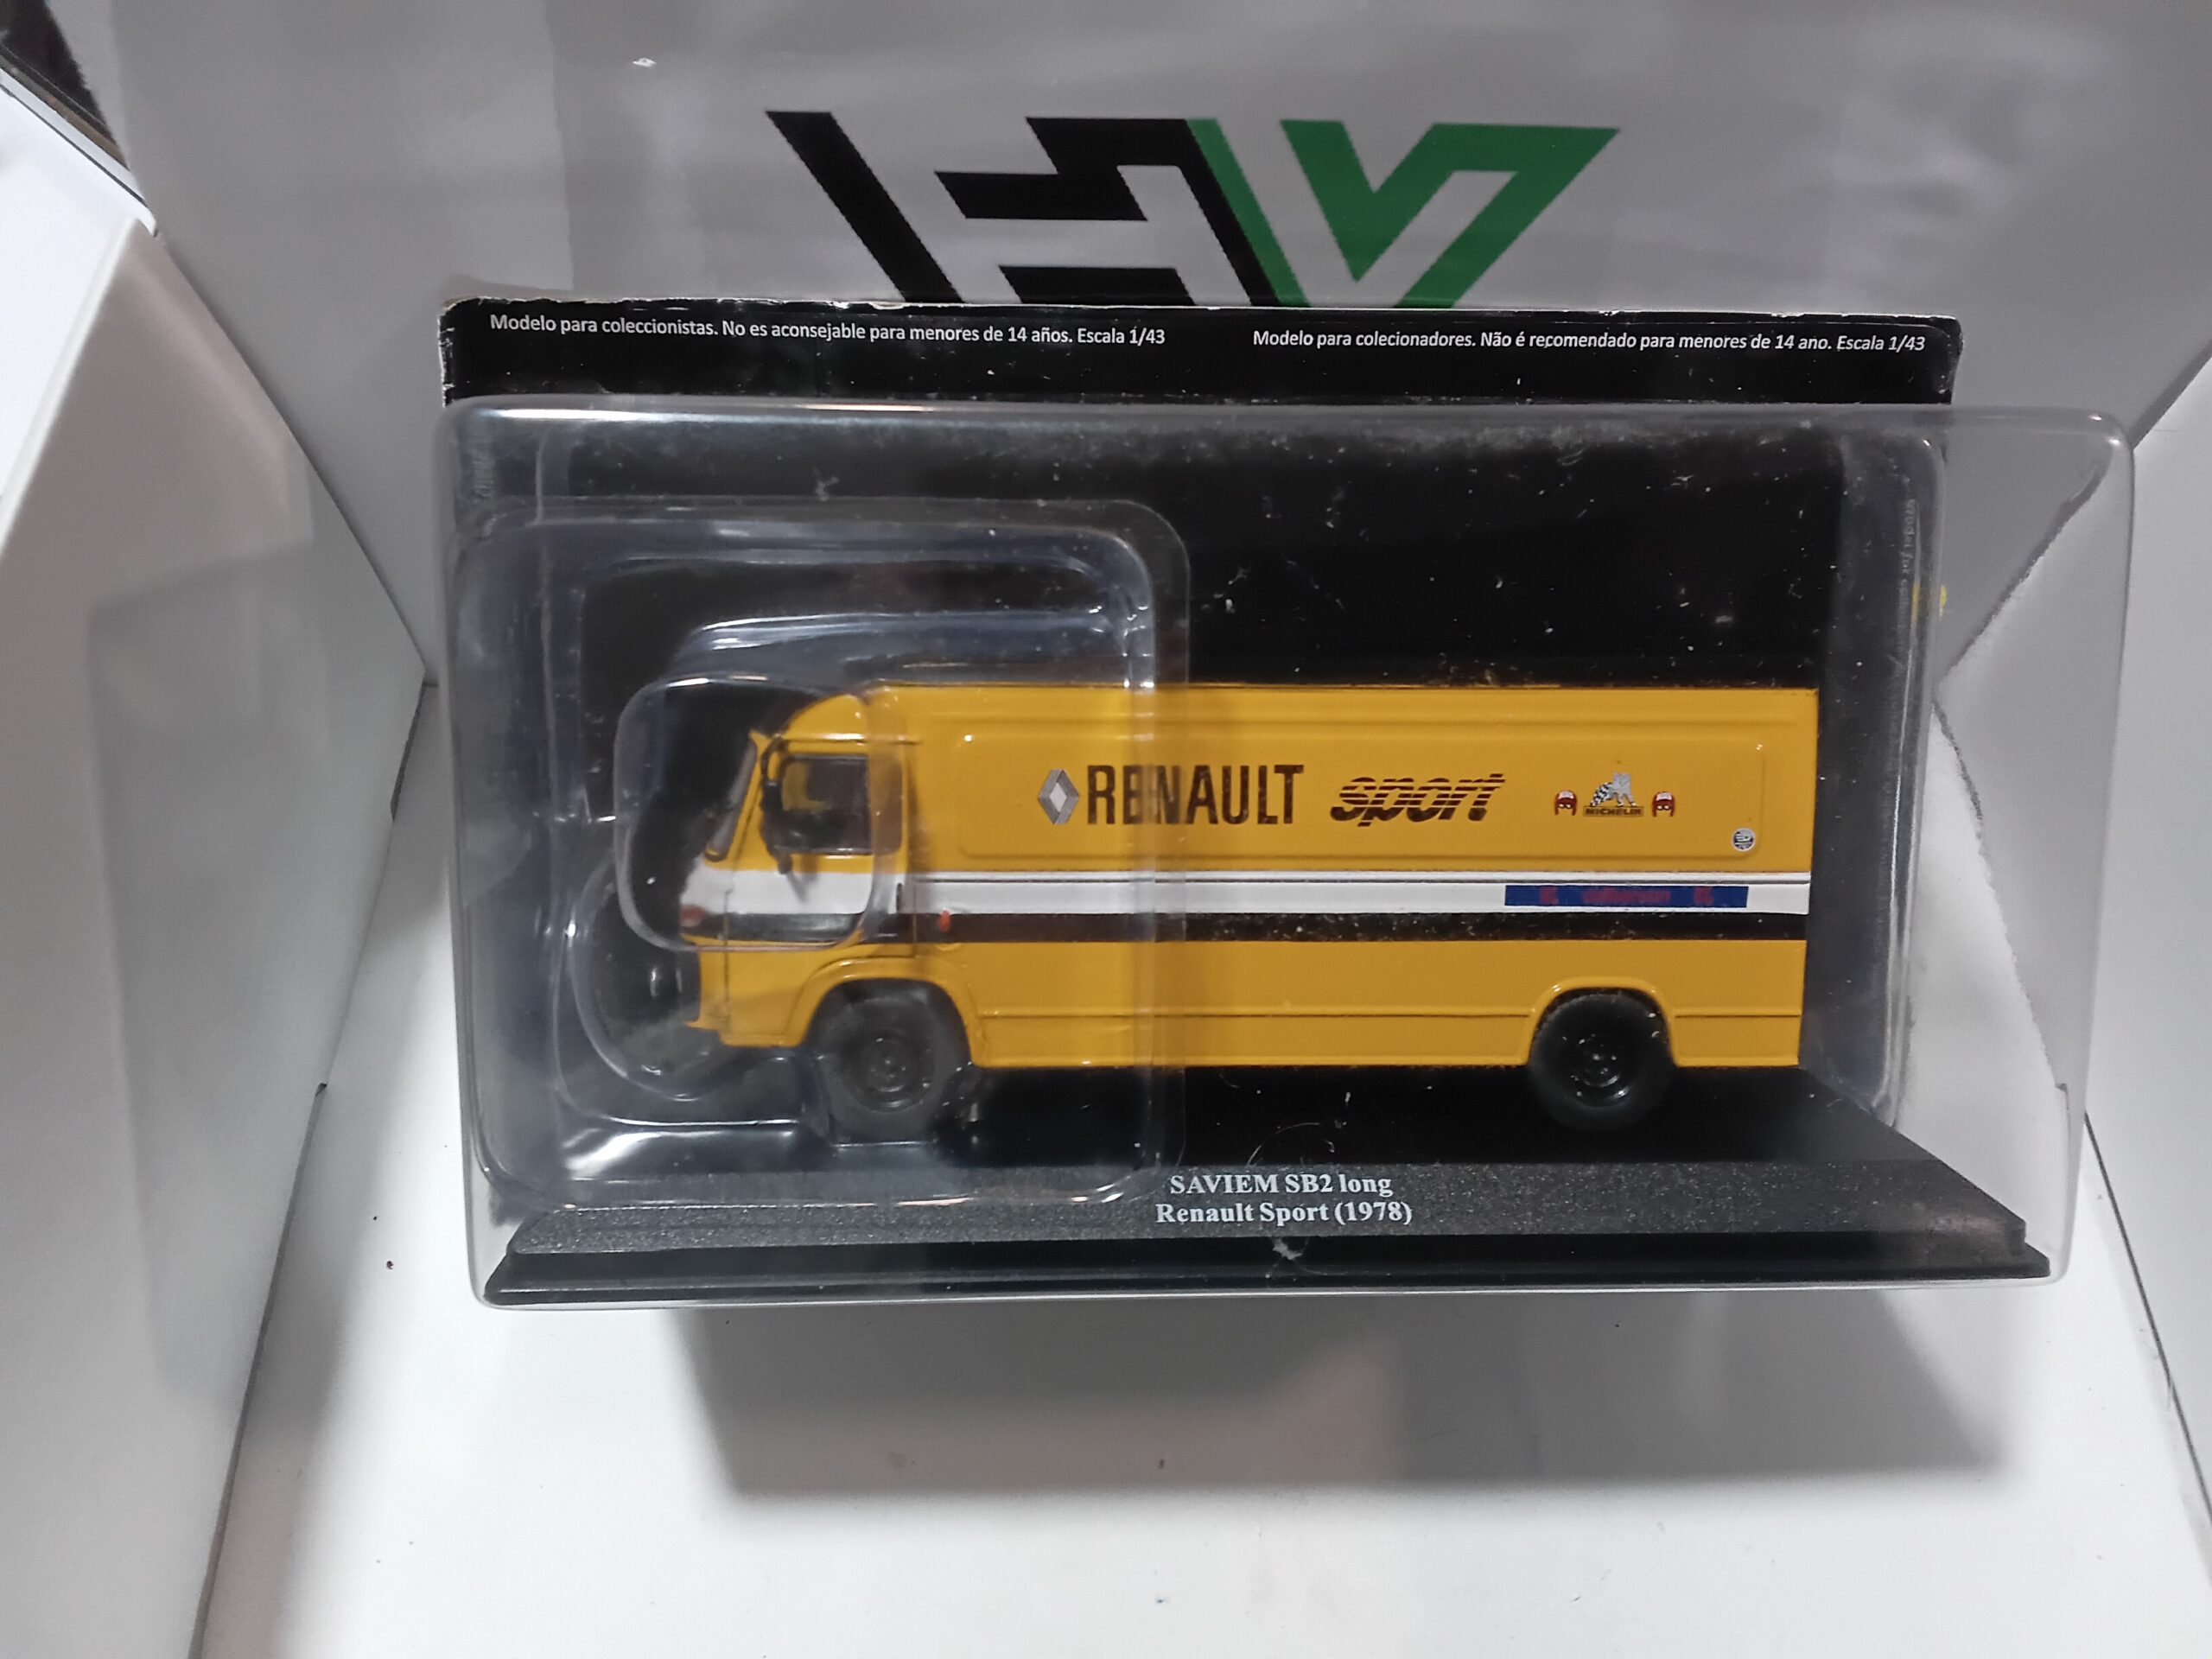 Modelo para coleccionistas. No es aconsejable para menores de 14 años. Escala 1/43
Modelo para colecionadores. Não é recomendado para menores de 14 ano. Escala 1/43
RENAULT sport
MICHELIN
SAVIEM SB2 long
Renault Sport (1978)